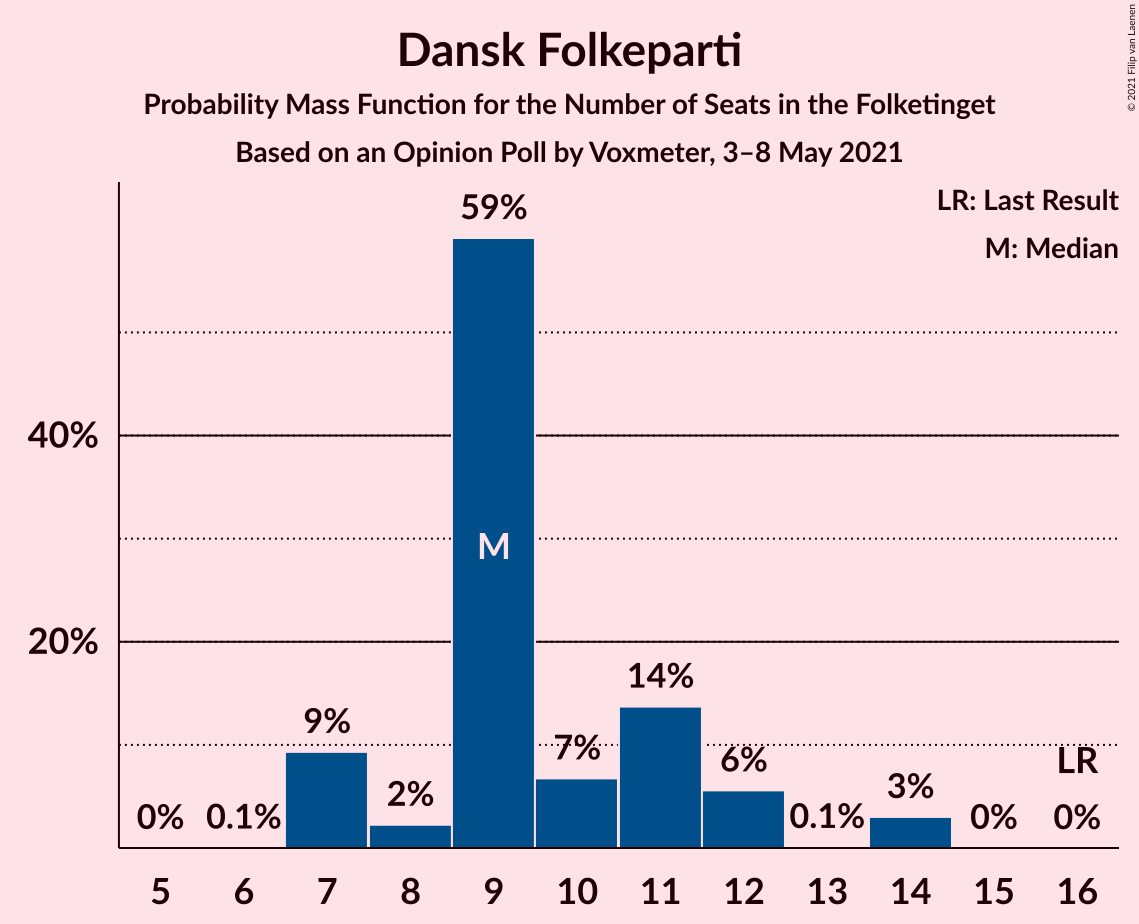 Dansk Folkeparti
Probability Mass Function for the Number of Seats in the Folketinget
Based on an Opinion Poll by Voxmeter, 3–8 May 2021
© 2021 Filip van Laenen
LR: Last Result
M: Median
59%
40%
M
20%
14%
9%
7%
6%
LR
2%
3%
0%
0.1%
0.1%
0%
0%
5 6 7 8 9 10 11 12 13 14 15 16